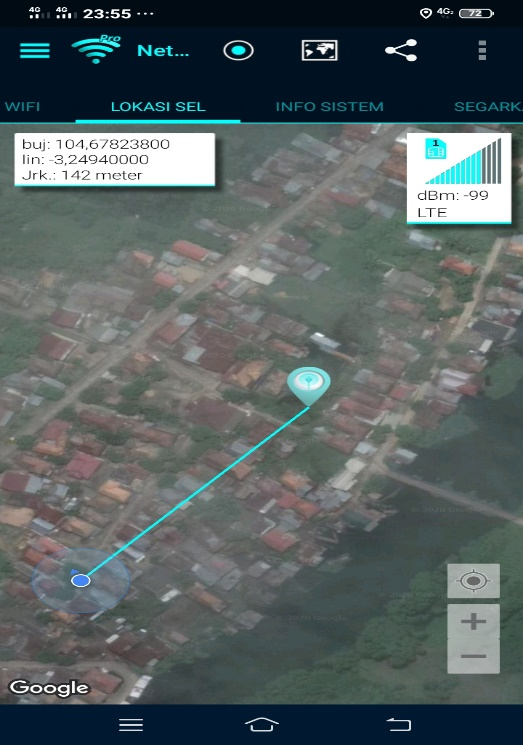 4G 4G 23:55 ... 4G₂ 72
Pro
Net...
WIFI LOKASI SEL INFO SISTEM SEGARK
buj: 104,67823800
lin: -3,24940000
Jrk.: 142 meter
1
dBm: -99
LTE
Google